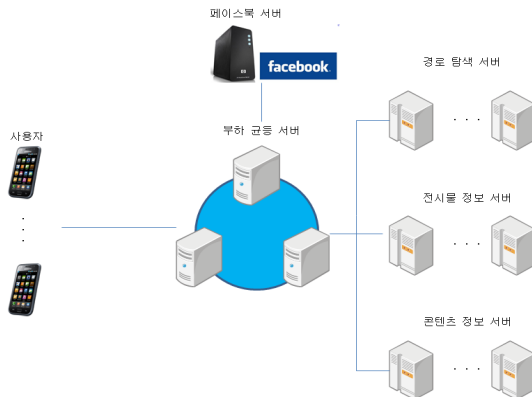 페이스북 서버
facebook.
경로 탐색 서버
사용자
부하 균등 서버
전시물 정보 서버
콘텐츠 정보 서버